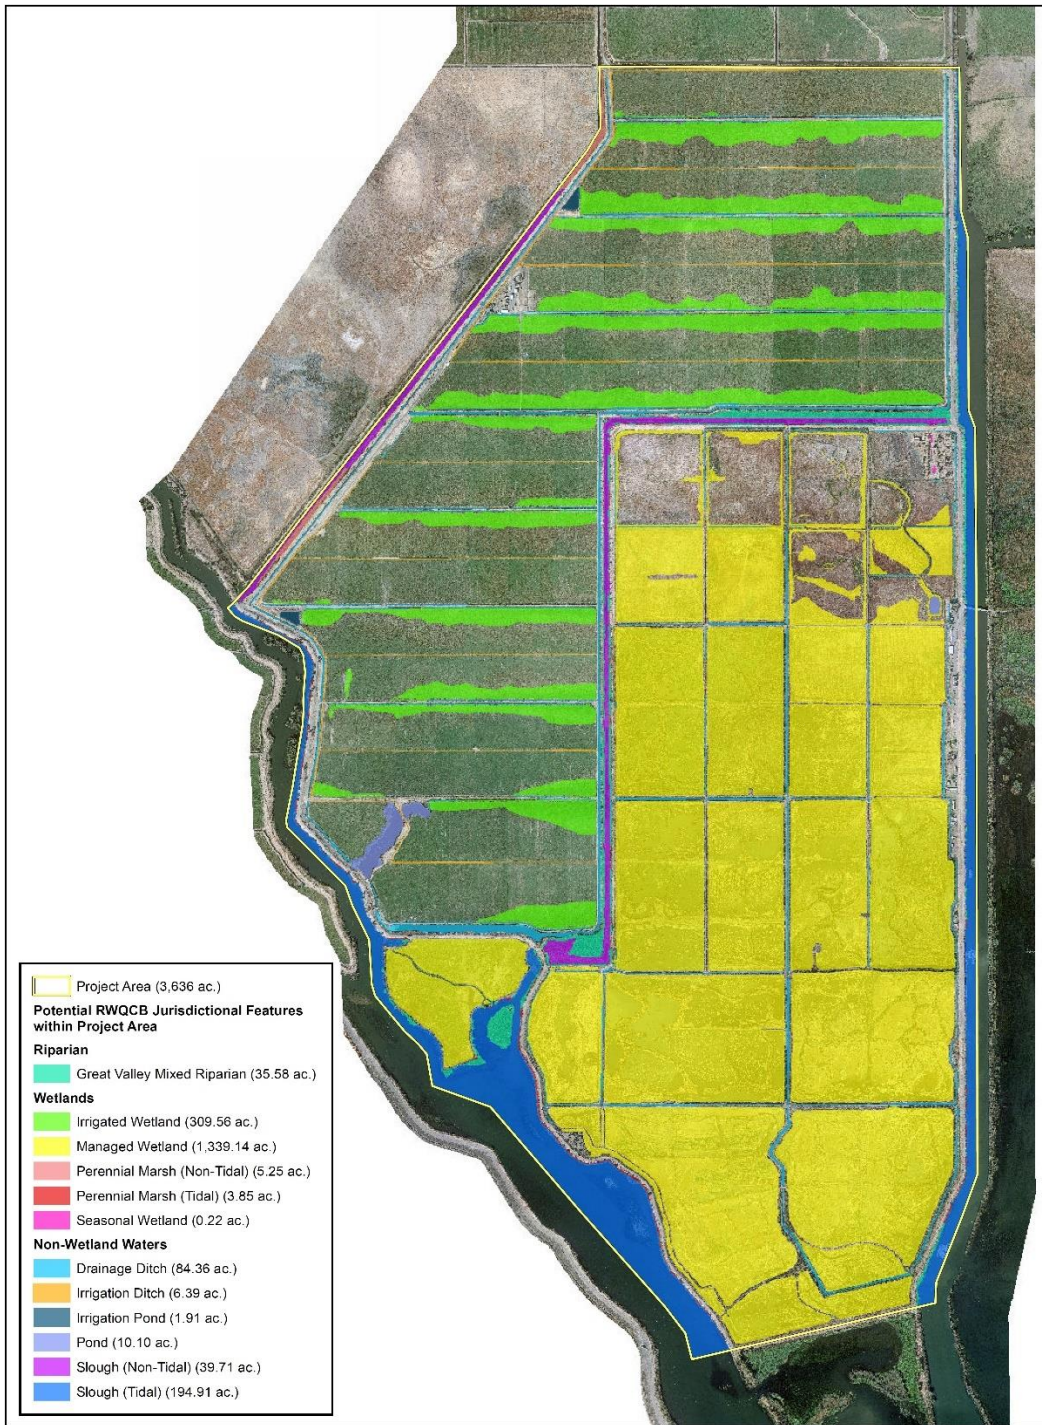 Project Area (3,636 ac.)
Potential RWQCB Jurisdictional Features
within Project Area
Riparian
Great Valley Mixed Riparian (35.58 ac.)
Wetlands
Irrigated Wetland (309.56 ac.)
Managed Wetland (1,339.14 ac.)
Perennial Marsh (Non-Tidal) (5.25 ac.)
Perennial Marsh (Tidal) (3.85 ac.)
Seasonal Wetland (0.22 ac.)
Non-Wetland Waters
Drainage Ditch (84.36 ac.)
Irrigation Ditch (6.39 ac.)
Irrigation Pond (1.91 ac.)
Pond (10.10 ac.)
Slough (Non-Tidal) (39.71 ac.)
Slough (Tidal) (194.91 ac.)